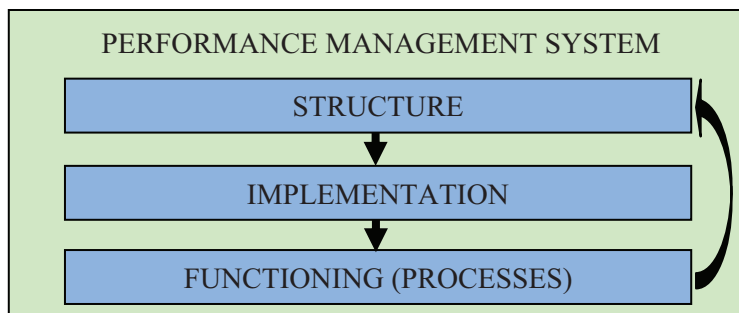 PERFORMANCE MANAGEMENT SYSTEM
STRUCTURE
IMPLEMENTATION
FUNCTIONING (PROCESSES)